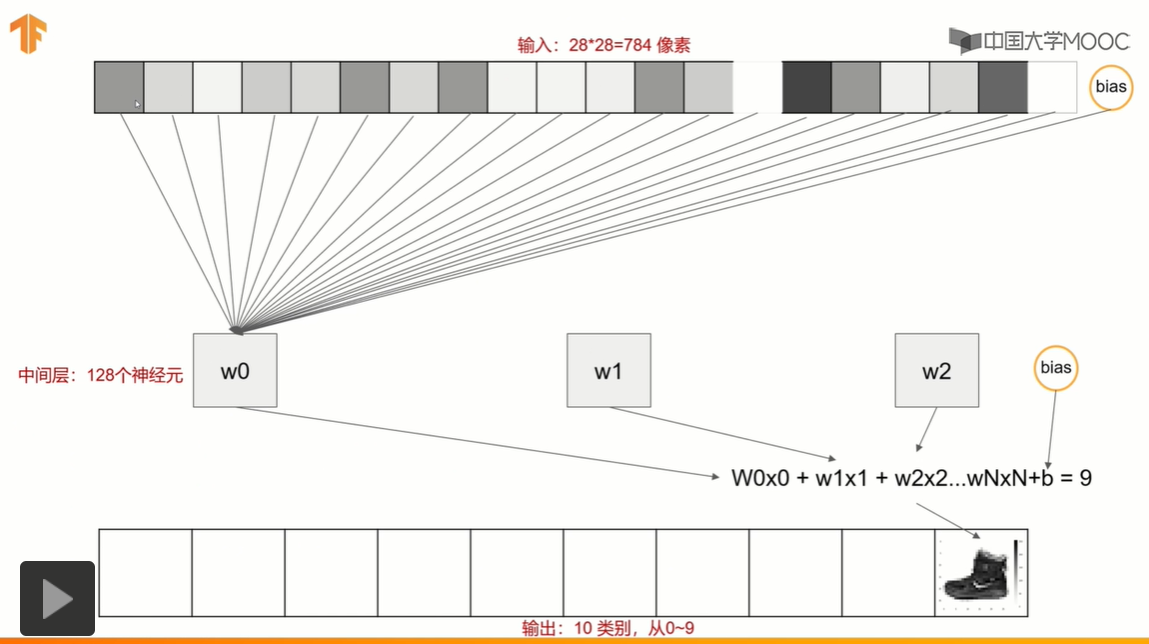 输入：28*28=784 像素
中国大学MOOC
bias
中间层：128个神经元
w0
w1
w2
bias
W0x0 + w1x1 + w2x2...wNxN+b = 9
输出：10 类别，从0~9